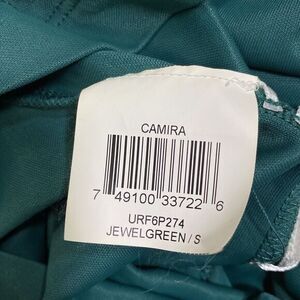 CAMIRA
7 49100 33722 6
URF6P274
JEWELGREEN / S